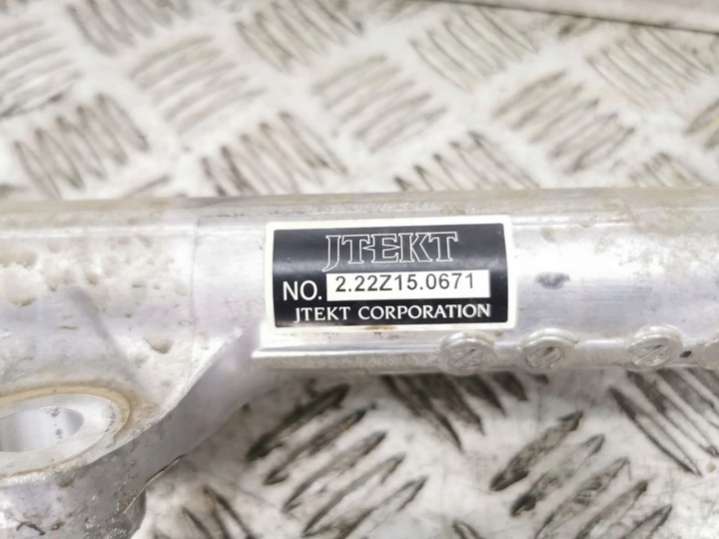 JTEKT
NO. 2.22Z15.0671
JTEKT CORPORATION